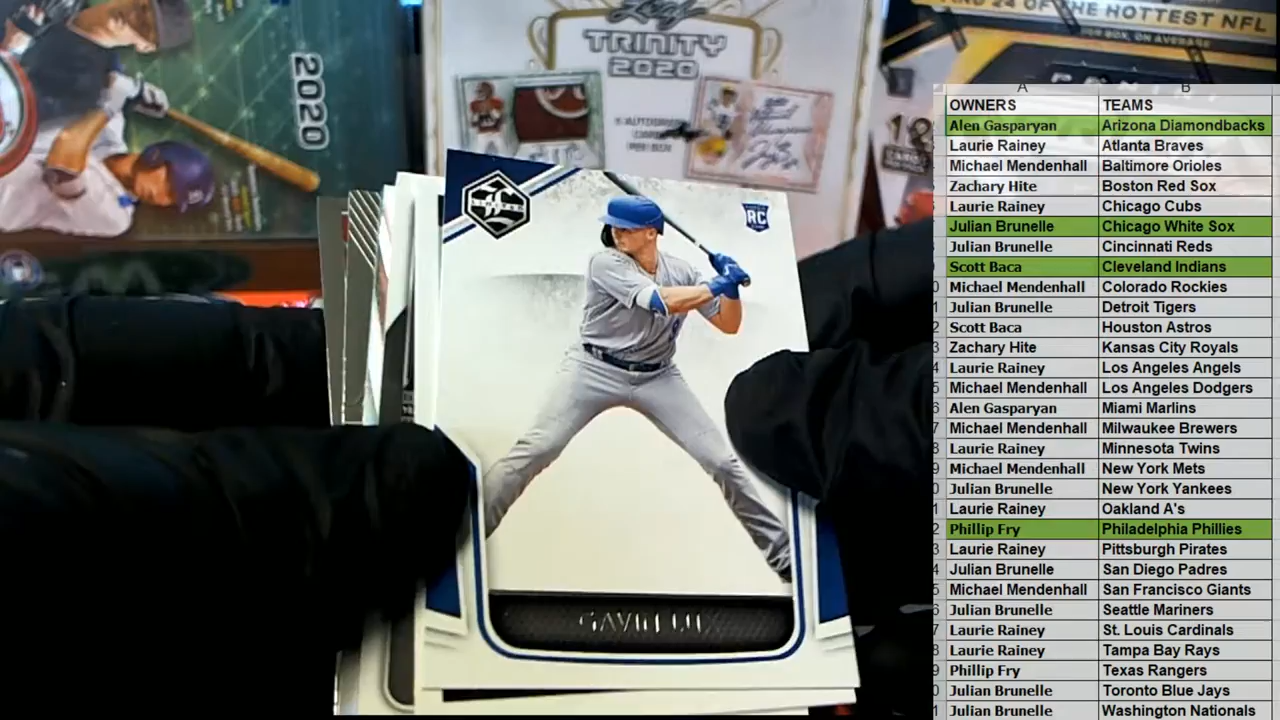 2020
Leaf
TRINITY
2020
AND 24 OF THE HOTTEST NFL
PER BOX, ON AVERAGE
LIMITED
RC
GAVIN LUX
A B
OWNERS TEAMS
Alen Gasparyan Arizona Diamondbacks
Laurie Rainey Atlanta Braves
Michael Mendenhall Baltimore Orioles
Zachary Hite Boston Red Sox
Laurie Rainey Chicago Cubs
Julian Brunelle Chicago White Sox
Julian Brunelle Cincinnati Reds
Scott Baca Cleveland Indians
Michael Mendenhall Colorado Rockies
Julian Brunelle Detroit Tigers
Scott Baca Houston Astros
Zachary Hite Kansas City Royals
Laurie Rainey Los Angeles Angels
Michael Mendenhall Los Angeles Dodgers
Alen Gasparyan Miami Marlins
Michael Mendenhall Milwaukee Brewers
Laurie Rainey Minnesota Twins
Michael Mendenhall New York Mets
Julian Brunelle New York Yankees
Laurie Rainey Oakland A's
Phillip Fry Philadelphia Phillies
Laurie Rainey Pittsburgh Pirates
Julian Brunelle San Diego Padres
Michael Mendenhall San Francisco Giants
Julian Brunelle Seattle Mariners
Laurie Rainey St. Louis Cardinals
Laurie Rainey Tampa Bay Rays
Phillip Fry Texas Rangers
Julian Brunelle Toronto Blue Jays
Julian Brunelle Washington Nationals